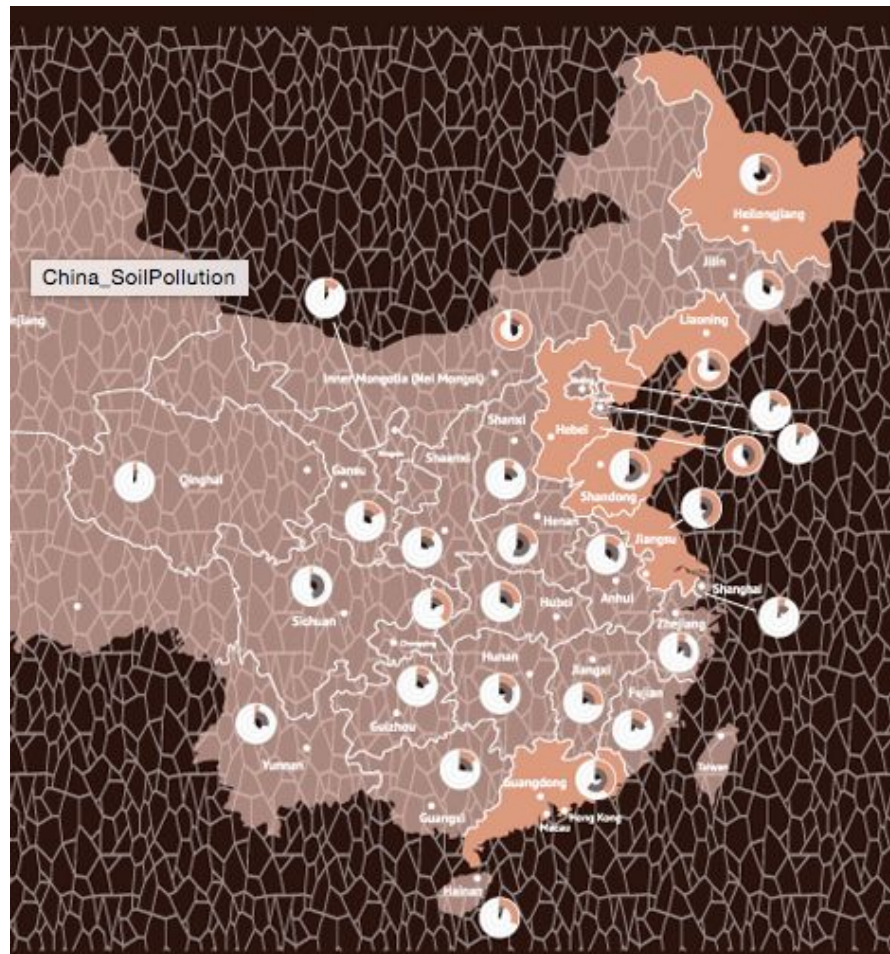 Heilongjiang
Jilin
China_SoilPollution
ejiang
Liaoning
Inner Mongolia (Nei Mongol)
Shanxi
Hebei
Shaanxi
Qinghai
Gansu
Shandong
Henan
Jiangsu
Shanghai
Anhui
Hubei
Sichuan
Zhejiang
Hunan
Jiangxi
Fujian
Guizhou
Yunnan
Taiwan
Guangdong
Guangxi
Hong Kong
Macau
Hainan